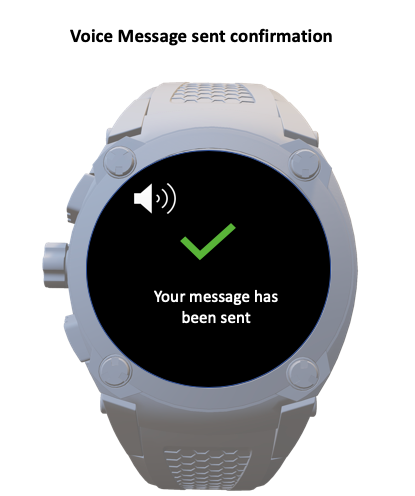 Voice Message sent confirmation
Your message has
been sent